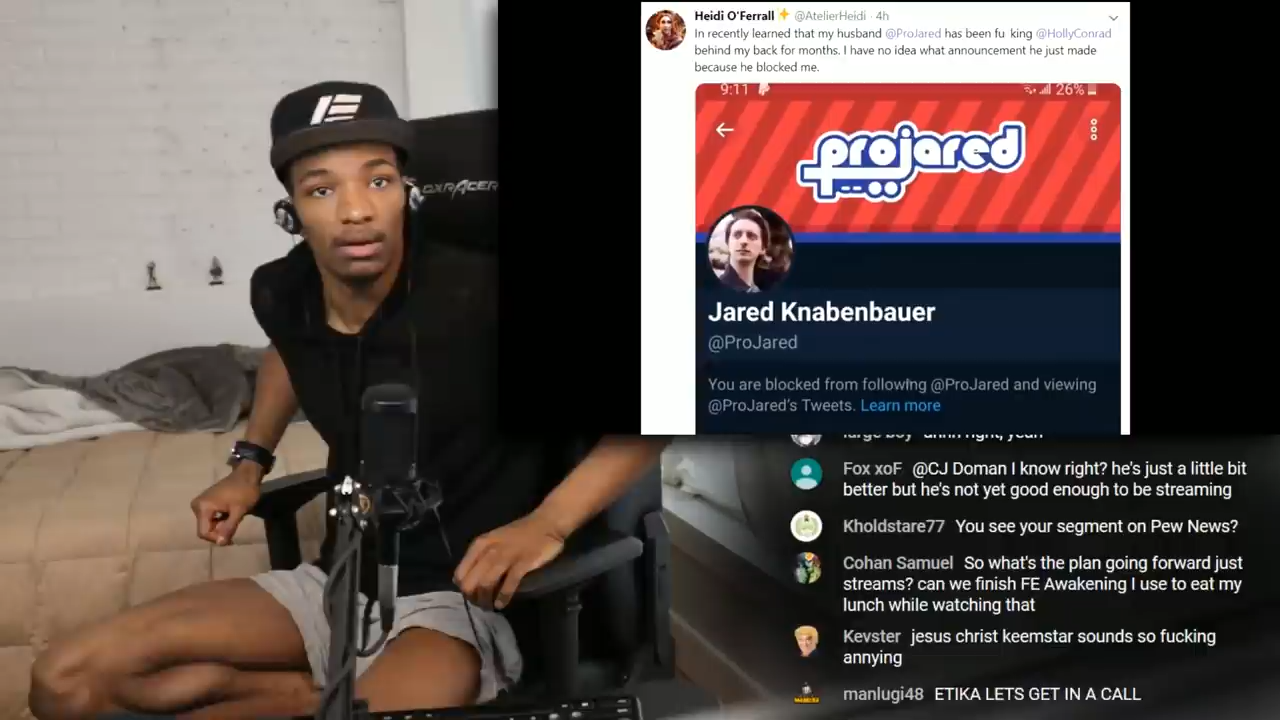 Heidi O'Ferrall @AtelierHeidi · 4h
In recently learned that my husband @ProJared has been fu king @HollyConrad
behind my back for months. I have no idea what announcement he just made
because he blocked me.
9:11 26%
projared
Jared Knabenbauer
@ProJared
You are blocked from following @ProJared and viewing
@ProJared's Tweets. Learn more
DXRACER
large boy uhhh right, yeah
Fox xoF @CJ Doman I know right? he's just a little bit
better but he's not yet good enough to be streaming
Kholdstare77 You see your segment on Pew News?
Cohan Samuel So what's the plan going forward just
streams? can we finish FE Awakening I use to eat my
lunch while watching that
Kevster jesus christ keemstar sounds so fucking
annying
manlugi48 ETIKA LETS GET IN A CALL